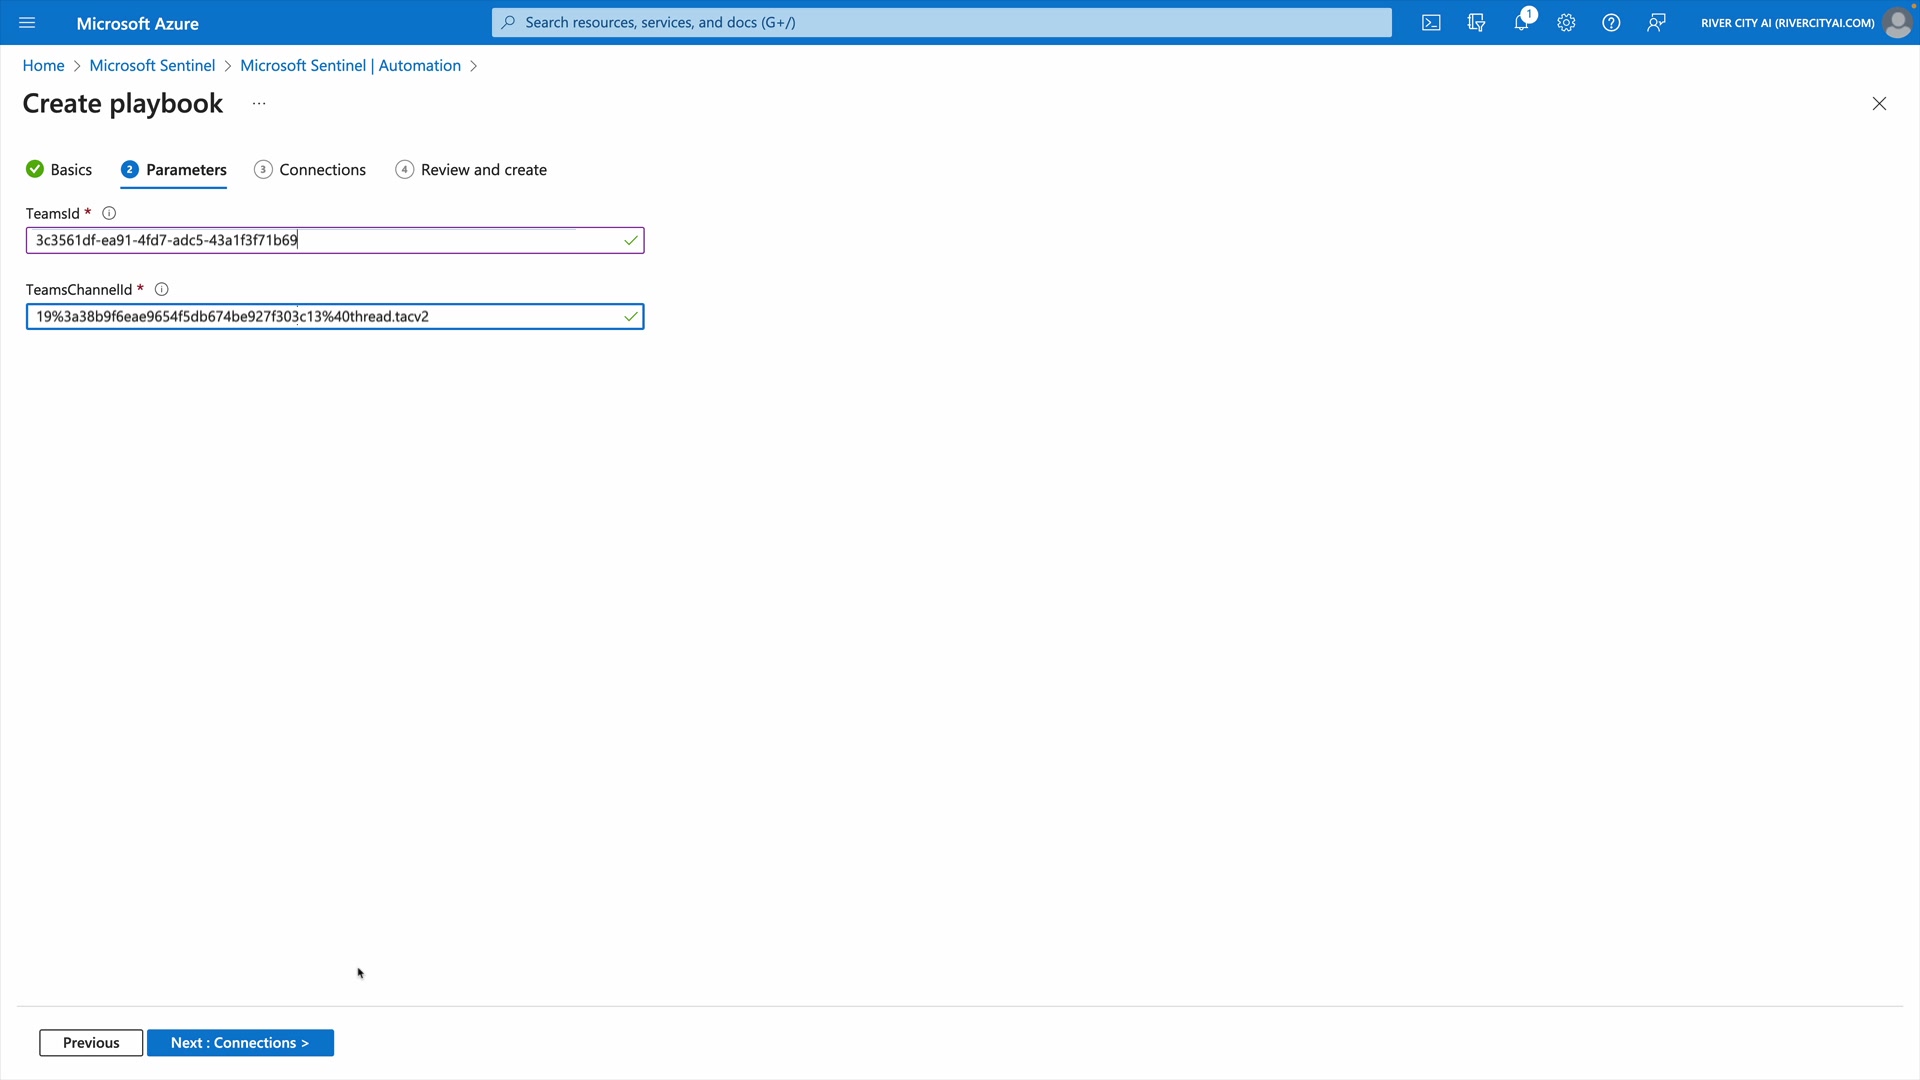 Microsoft Azure
Search resources, services, and docs (G+/)
1
RIVER CITY AI (RIVERCITYAI.COM)
Home > Microsoft Sentinel > Microsoft Sentinel | Automation >
Create playbook ...
Basics
2 Parameters
3 Connections
4 Review and create
TeamsId *
3c3561df-ea91-4fd7-adc5-43a1f3f71b69
TeamsChannelId *
19%3a38b9f6eae9654f5db674be927f303c13%40thread.tacv2
Previous
Next : Connections >